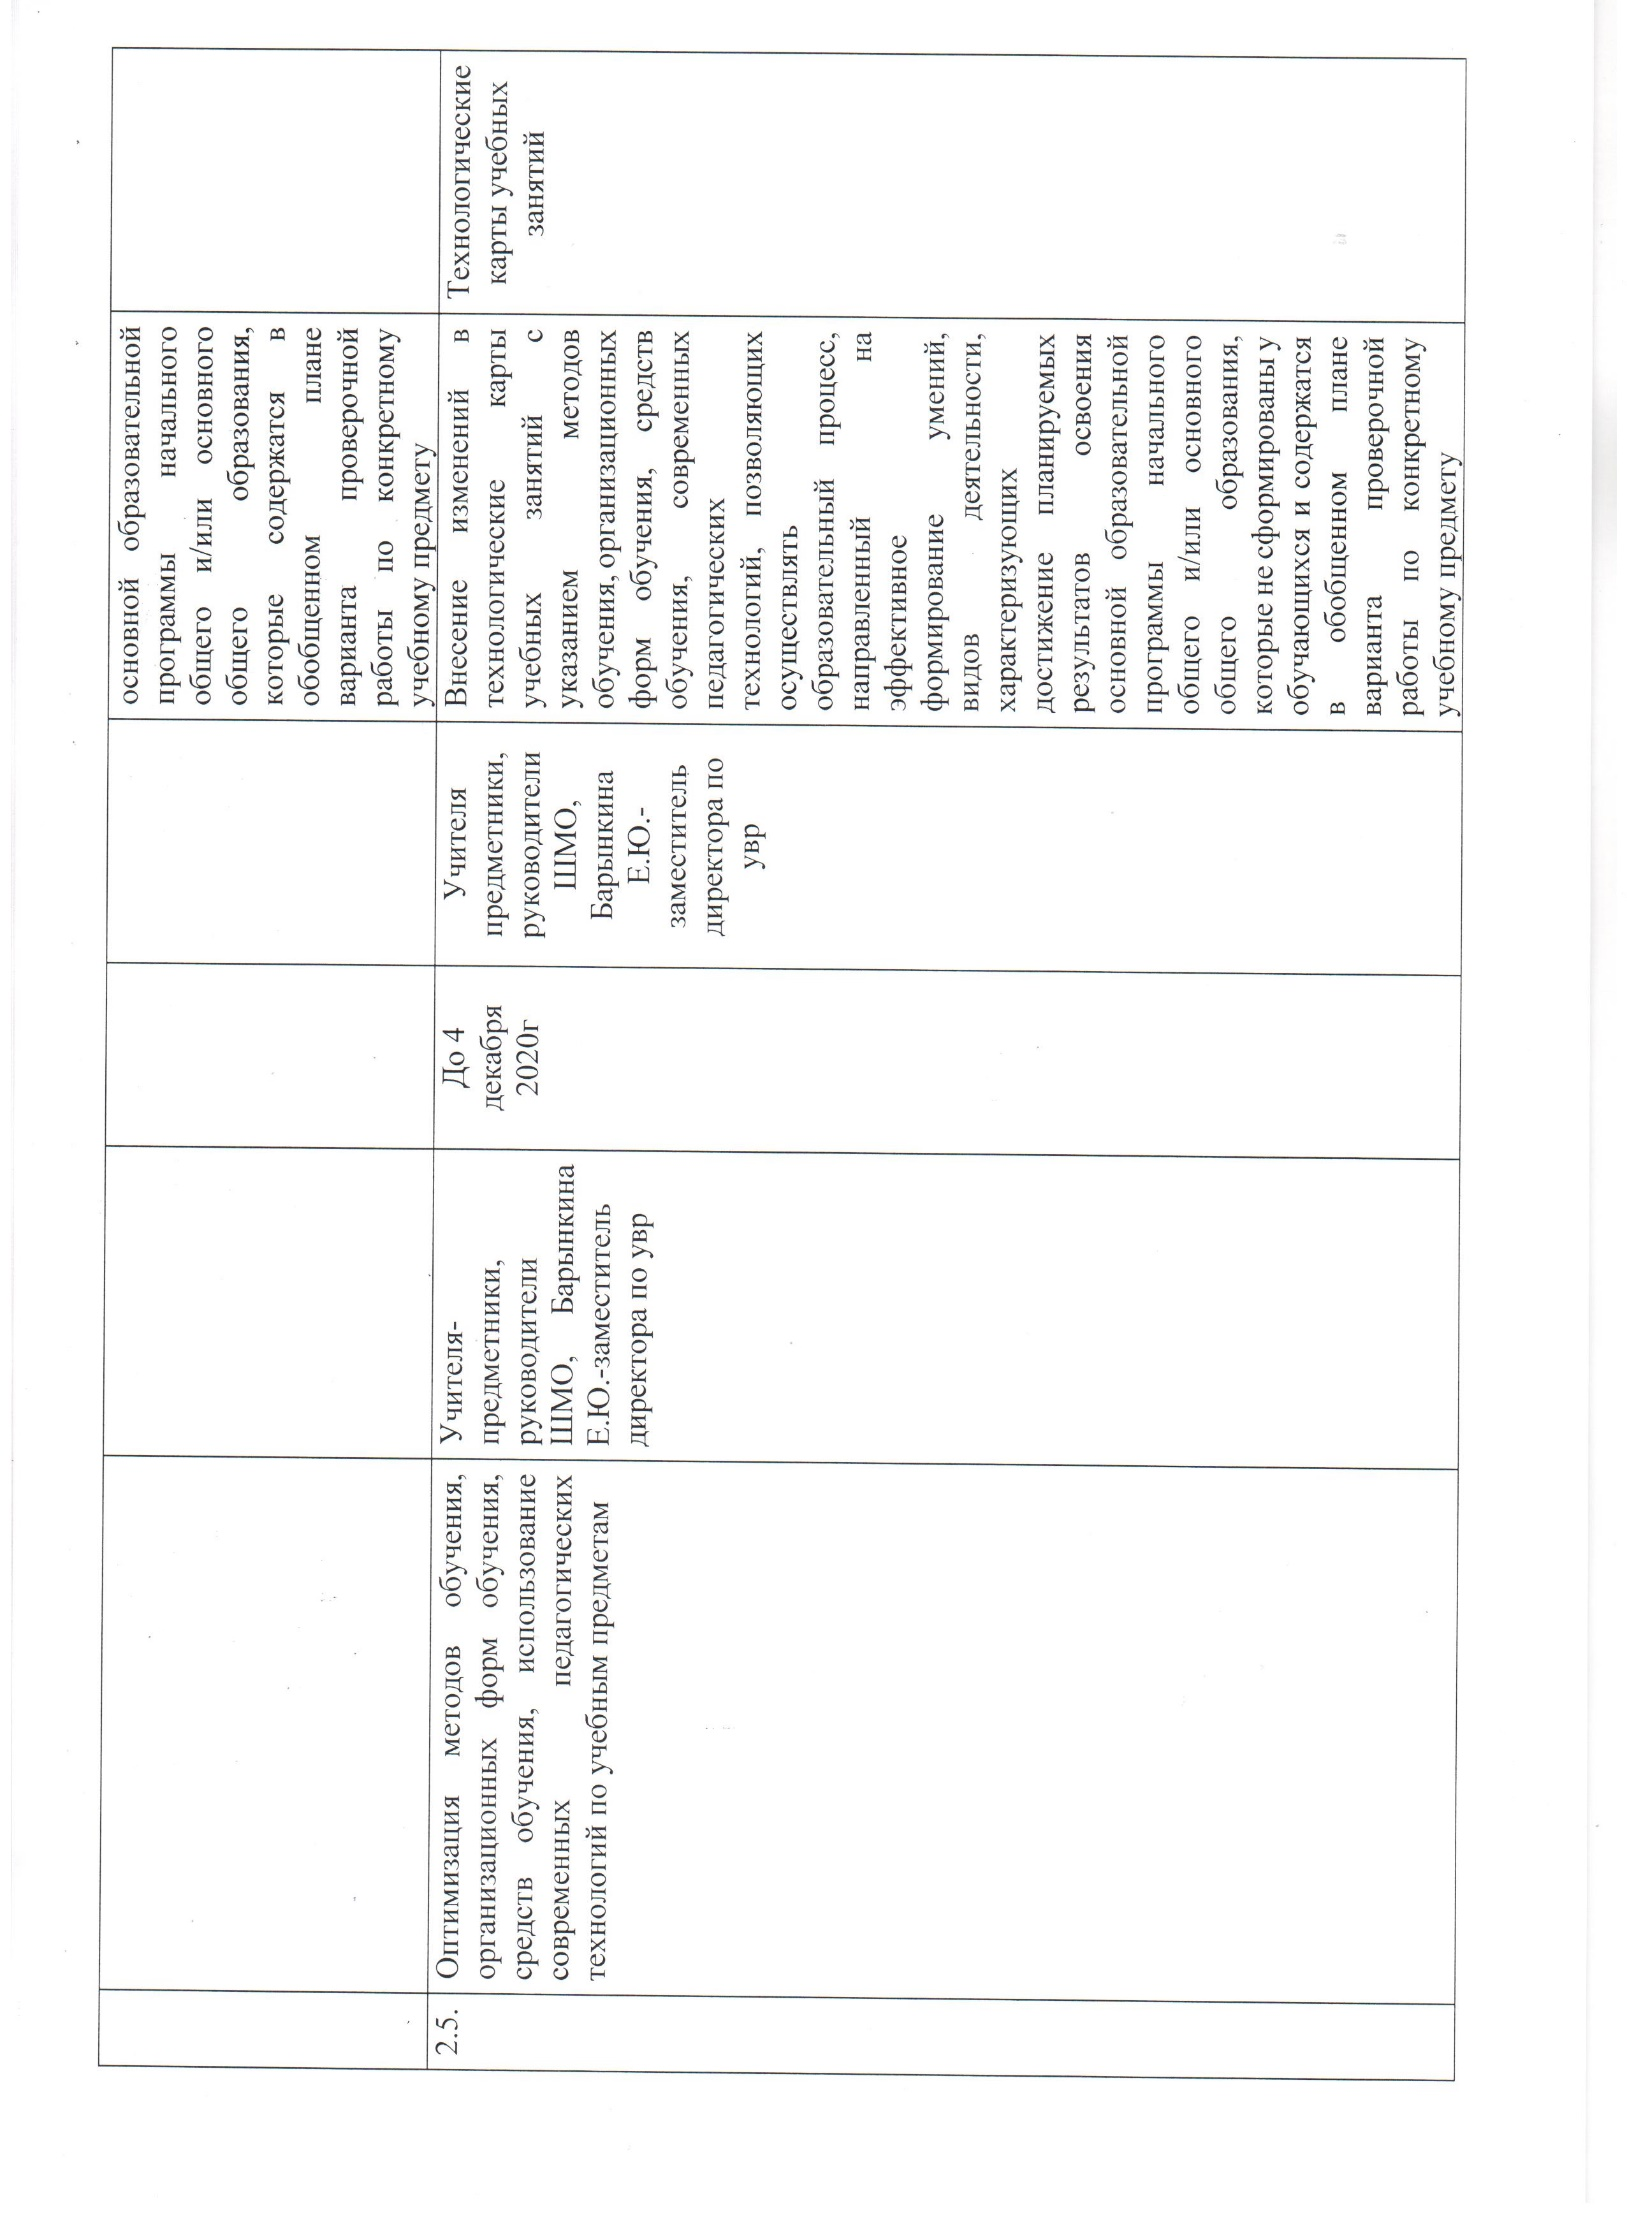 основной образовательной
программы начального
общего и/или основного
общего образования,
которые содержатся в
обобщенном плане
варианта проверочной
работы по конкретному
учебному предмету
2.5.
Оптимизация методов обучения,
организационных форм обучения,
средств обучения, использование
современных педагогических
технологий по учебным предметам
Учителя-
предметники,
руководители
ШМО, Барынкина
Е.Ю.-заместитель
директора по увр
До 4
декабря
2020г
Учителя
предметники,
руководители
ШМО,
Барынкина
Е.Ю.-
заместитель
директора по
увр
Внесение изменений в
технологические карты
учебных занятий с
указанием методов
обучения, организационных
форм обучения, средств
обучения, современных
педагогических
технологий, позволяющих
осуществлять
образовательный процесс,
направленный на
эффективное
формирование умений,
видов деятельности,
характеризующих
достижение планируемых
результатов освоения
основной образовательной
программы начального
общего и/или основного
общего образования,
которые не сформированы у
обучающихся и содержатся
в обобщенном плане
варианта проверочной
работы по конкретному
учебному предмету
Технологические
карты учебных
занятий